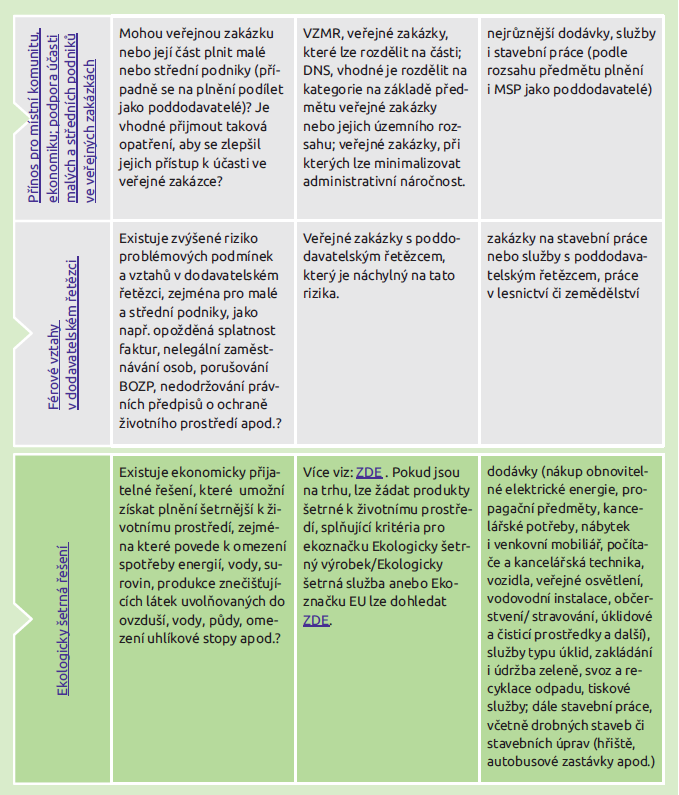 Přínos pro místní komunitu,
ekonomiku; podpora účasti
malých a středních podniků
ve veřejných zakázkách
Mohou veřejnou zakázku
nebo její část plnit malé
nebo střední podniky (pří-
padně se na plnění podílet
jako poddodavatelé)? Je
vhodné přijmout taková
opatření, aby se zlepšil
jejich přístup k účasti ve
veřejné zakázce?
VZMR, veřejné zakázky,
které lze rozdělit na části;
DNS, vhodné je rozdělit na
kategorie na základě před-
mětu veřejné zakázky
nebo jejich územního roz-
sahu; veřejné zakázky, při
kterých lze minimalizovat
administrativní náročnost.
nejrůznější dodávky, služby
i stavební práce (podle
rozsahu předmětu plnění
i MSP jako poddodavatelé)
Férové vztahy
v dodavatelském řetězci
Existuje zvýšené riziko
problémových podmínek
a vztahů v dodavatelském
řetězci, zejména pro malé
a střední podniky, jako
např. opožděná splatnost
faktur, nelegální zaměst-
návání osob, porušování
BOZP, nedodržování práv-
ních předpisů o ochraně
životního prostředí apod.?
Veřejné zakázky s poddo-
davatelským řetězcem,
který je náchylný na tato
rizika.
zakázky na stavební práce
nebo služby s poddodava-
telským řetězcem, práce
v lesnictví či zemědělství
Ekologicky šetrná řešení
Existuje ekonomicky přija-
telné řešení, které umožní
získat plnění šetrnější k ži-
votnímu prostředí, zejmé-
na které povede k omezení
spotřeby energií, vody, su-
rovin, produkce znečišťují-
cích látek uvolňovaných do
ovzduší, vody, půdy, ome-
zení uhlíkové stopy apod.?
Více viz: ZDE . Pokud jsou
na trhu, lze žádat produkty
šetrné k životnímu prostře-
dí, splňující kritéria pro
ekoznačku Ekologicky šetr-
ný výrobek/Ekologicky
šetrná služba anebo Eko-
značku EU lze dohledat
ZDE.
dodávky (nákup obnovitel-
né elektrické energie, pro-
pagační předměty, kance-
lářské potřeby, nábytek
i venkovní mobiliář, počíta-
če a kancelářská technika,
vozidla, veřejné osvětlení,
vodovodní instalace, občer-
stvení/ stravování, úklidové
a čisticí prostředky a další),
služby typu úklid, zakládání
i údržba zeleně, svoz a re-
cyklace odpadu, tiskové
služby; dále stavební práce,
včetně drobných staveb či
stavebních úprav (hřiště,
autobusové zastávky apod.)